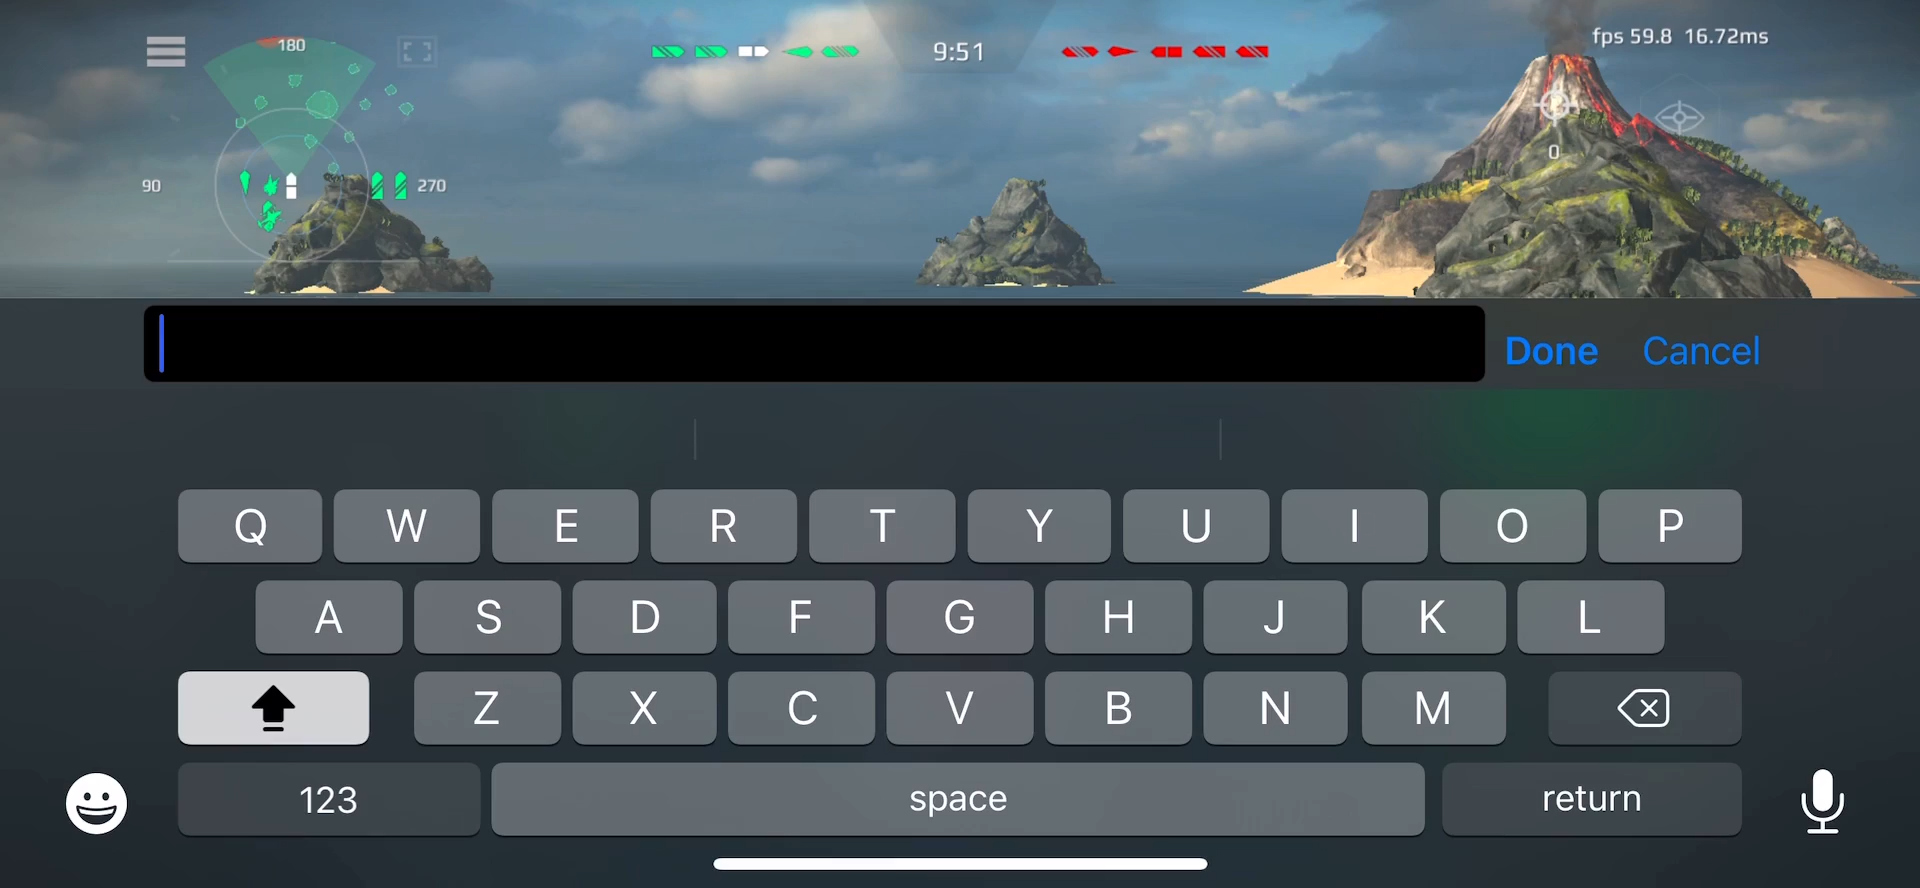 180
9:51
fps 59.8 16.72ms
0
90
270
Done
Cancel
Q W E R T Y U I O P
A S D F G H J K L
Z X C V B N M
123
space
return